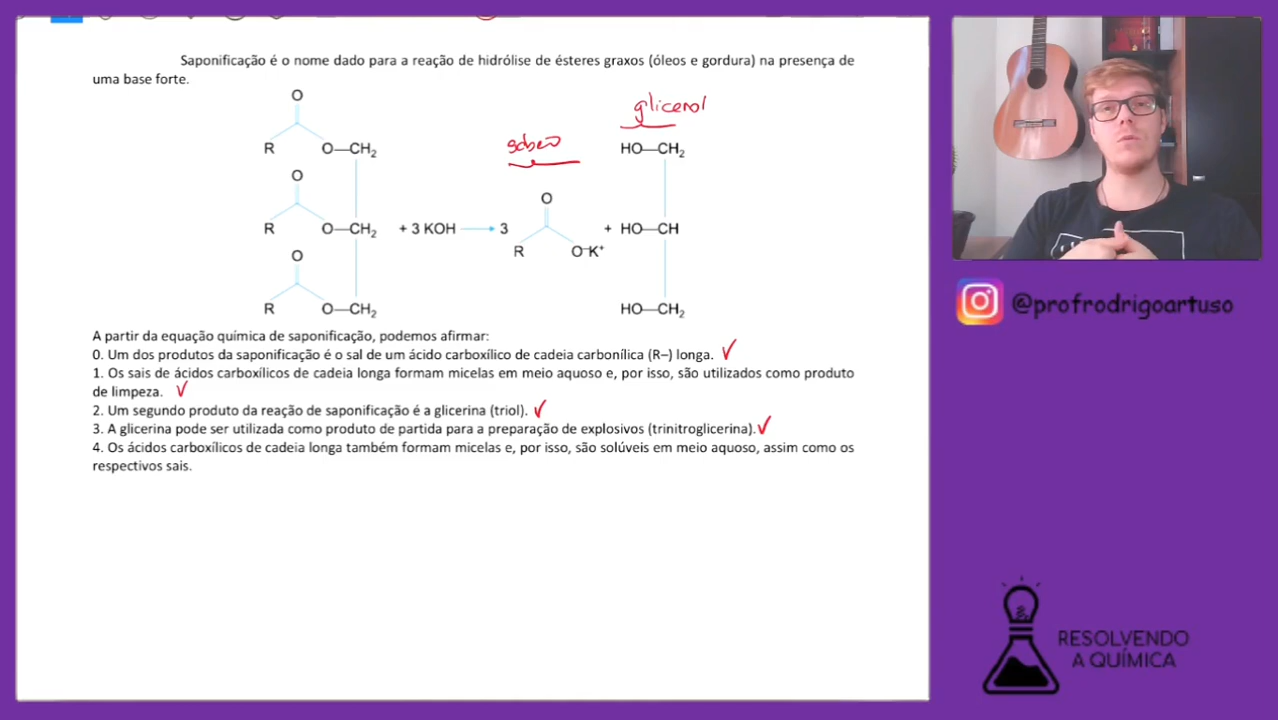 Saponificação é o nome dado para a reação de hidrólise de ésteres graxos (óleos e gordura) na presença de
uma base forte.
O
glicerol
sabão
R O—CH2 HO—CH2
O
O
R O—CH2 + 3 KOH 3 + HO—CH
R O⁻K⁺
O
R O—CH2 HO—CH2
A partir da equação química de saponificação, podemos afirmar:
0. Um dos produtos da saponificação é o sal de um ácido carboxílico de cadeia carbonílica (R–) longa.
1. Os sais de ácidos carboxílicos de cadeia longa formam micelas em meio aquoso e, por isso, são utilizados como produto
de limpeza.
2. Um segundo produto da reação de saponificação é a glicerina (triol).
3. A glicerina pode ser utilizada como produto de partida para a preparação de explosivos (trinitroglicerina).
4. Os ácidos carboxílicos de cadeia longa também formam micelas e, por isso, são solúveis em meio aquoso, assim como os
respectivos sais.
@profrodrigoartuso
RESOLVENDO
A QUÍMICA